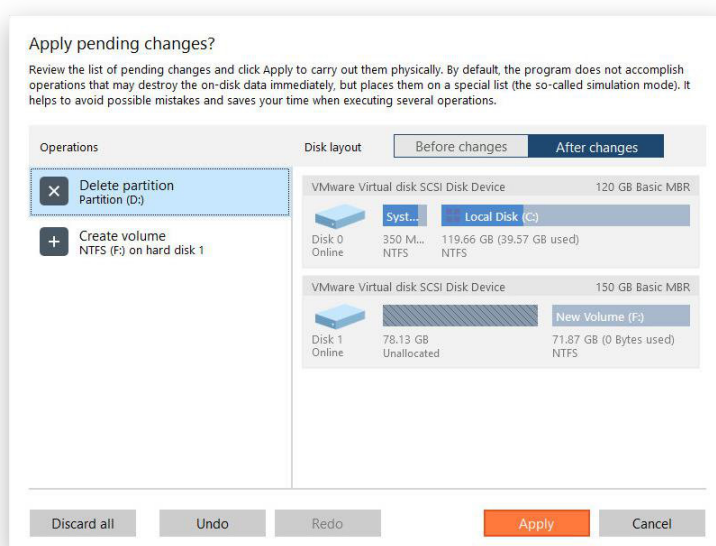 Apply pending changes?
Review the list of pending changes and click Apply to carry out them physically. By default, the program does not accomplish
operations that may destroy the on-disk data immediately, but places them on a special list (the so-called simulation mode). It
helps to avoid possible mistakes and saves your time when executing several operations.
Operations
Disk layout
Before changes
After changes
Delete partition
Partition (D:)
Create volume
NTFS (F:) on hard disk 1
VMware Virtual disk SCSI Disk Device
120 GB Basic MBR
Syst...
Local Disk (C:)
Disk 0
Online
350 M...
NTFS
119.66 GB (39.57 GB used)
NTFS
VMware Virtual disk SCSI Disk Device
150 GB Basic MBR
New Volume (F:)
Disk 1
Online
78.13 GB
Unallocated
71.87 GB (0 Bytes used)
NTFS
Discard all
Undo
Redo
Apply
Cancel